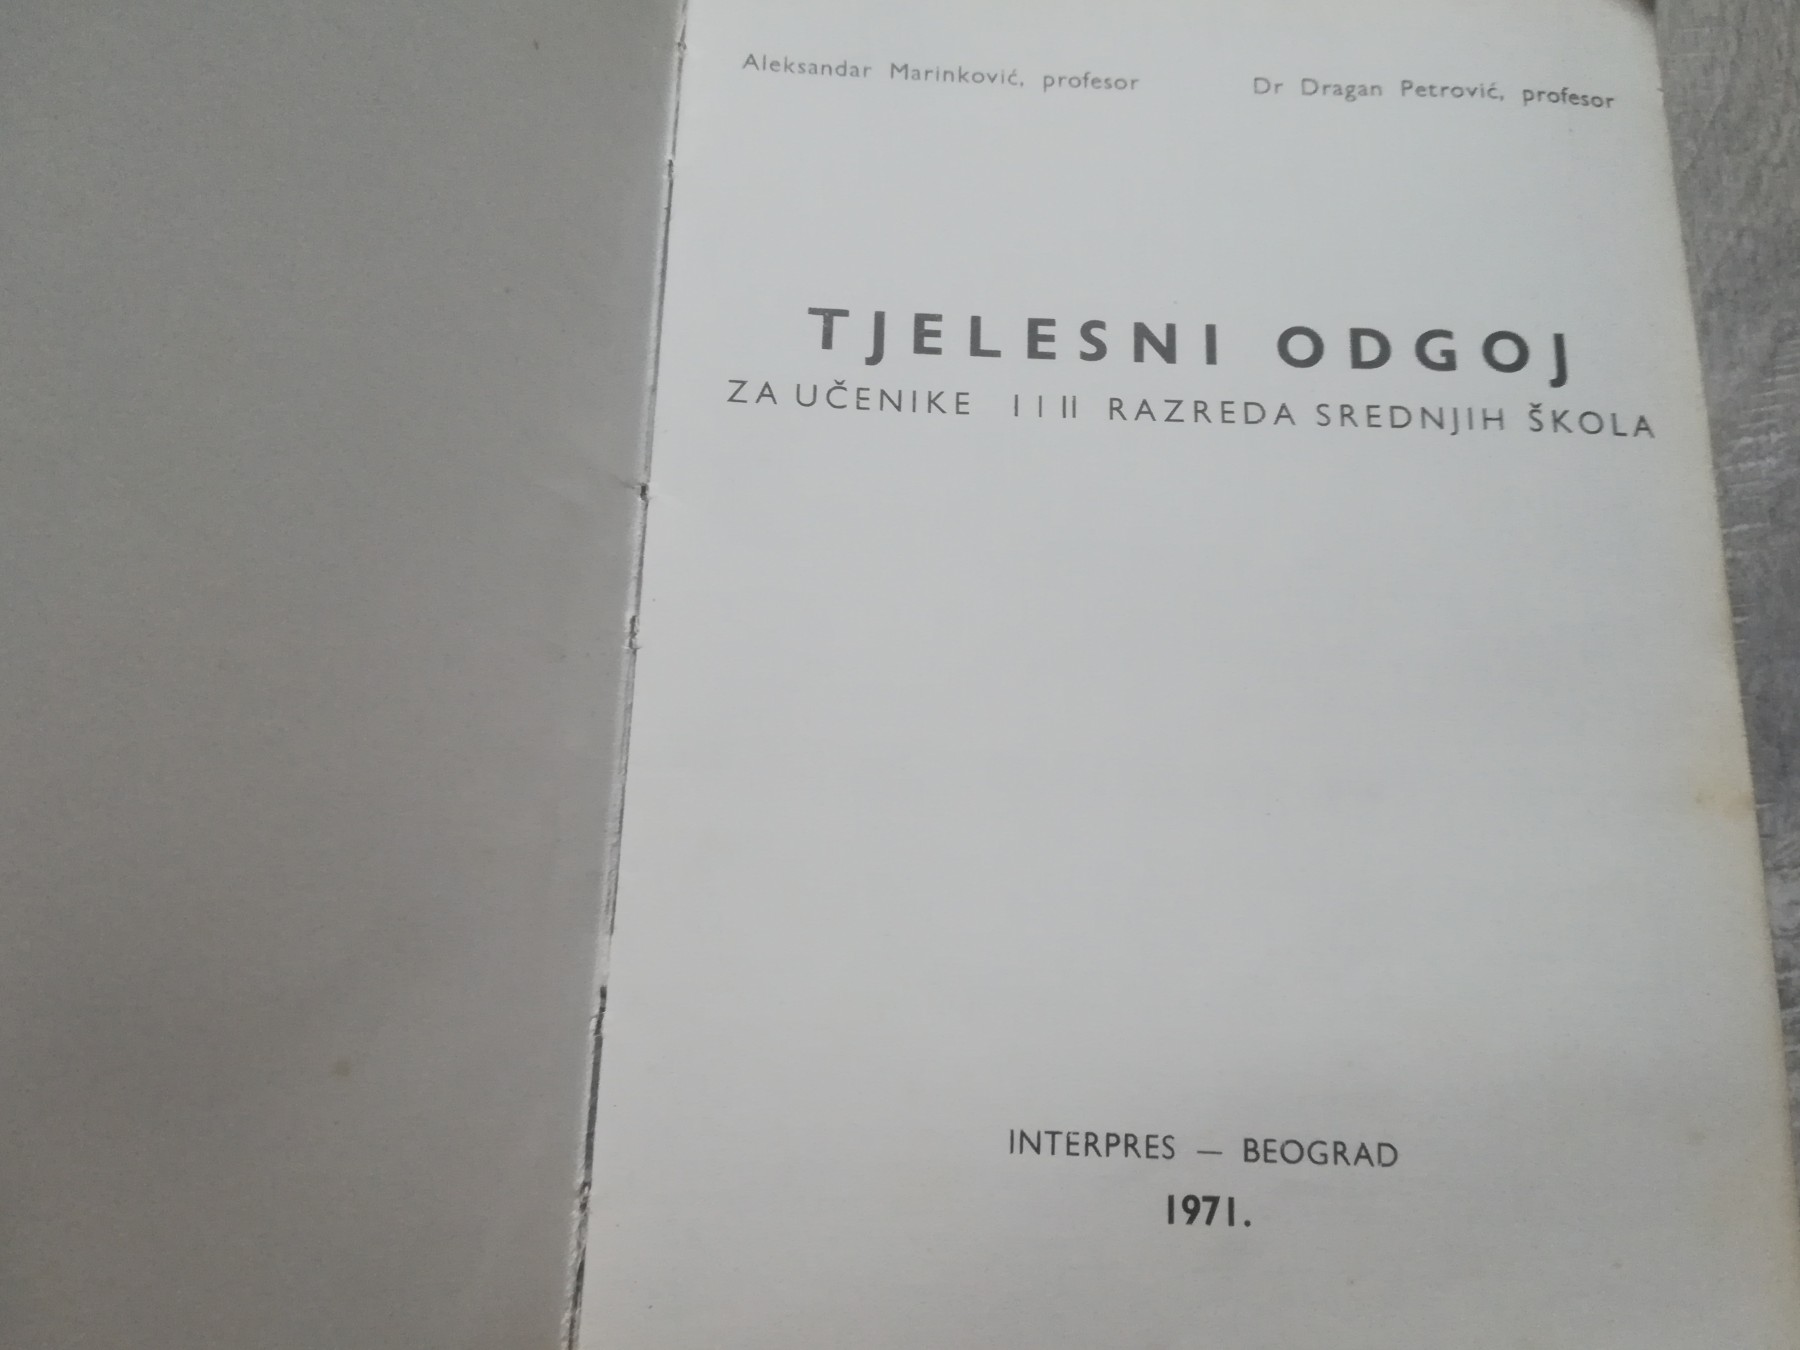 Aleksandar Marinković, profesor Dr Dragan Petrović, profesor
TJELESNI ODGOJ
ZA UČENIKE I I II RAZREDA SREDNJIH ŠKOLA
INTERPRES — BEOGRAD
1971.